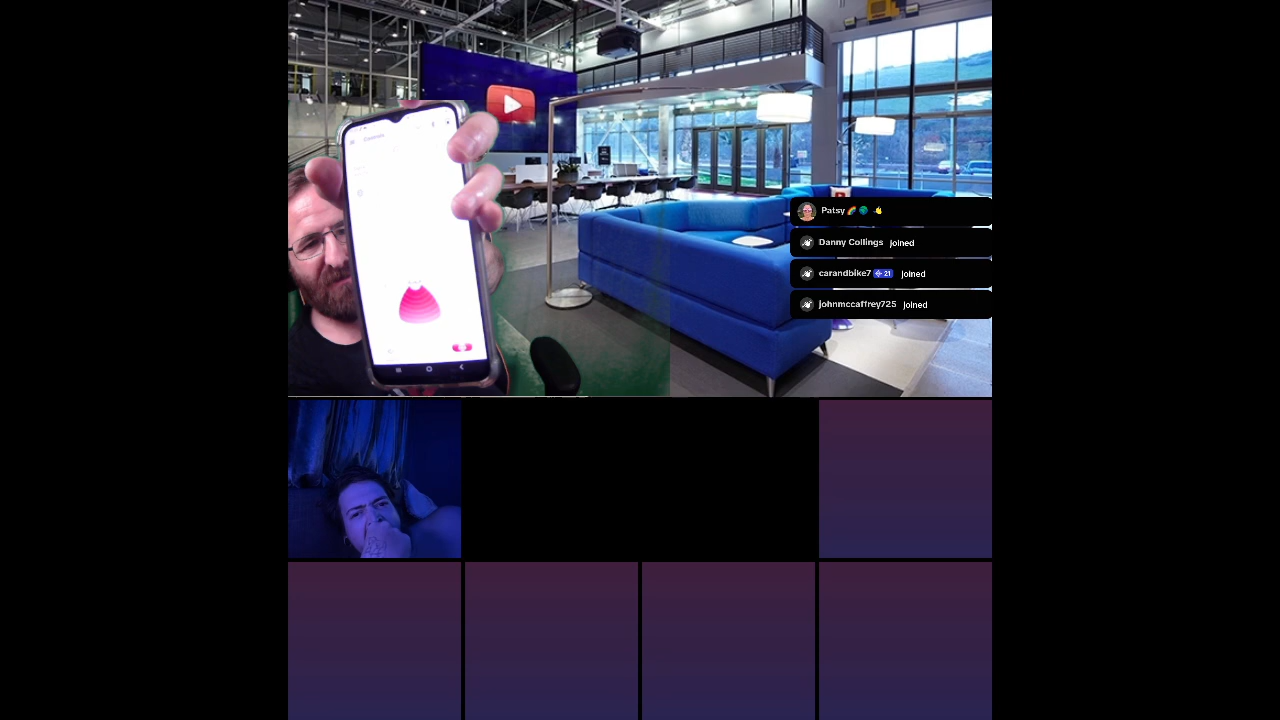 Patsy 🌈 🌍 👋
Danny Collings joined
carandbike7 21 joined
johnmccaffrey725 joined